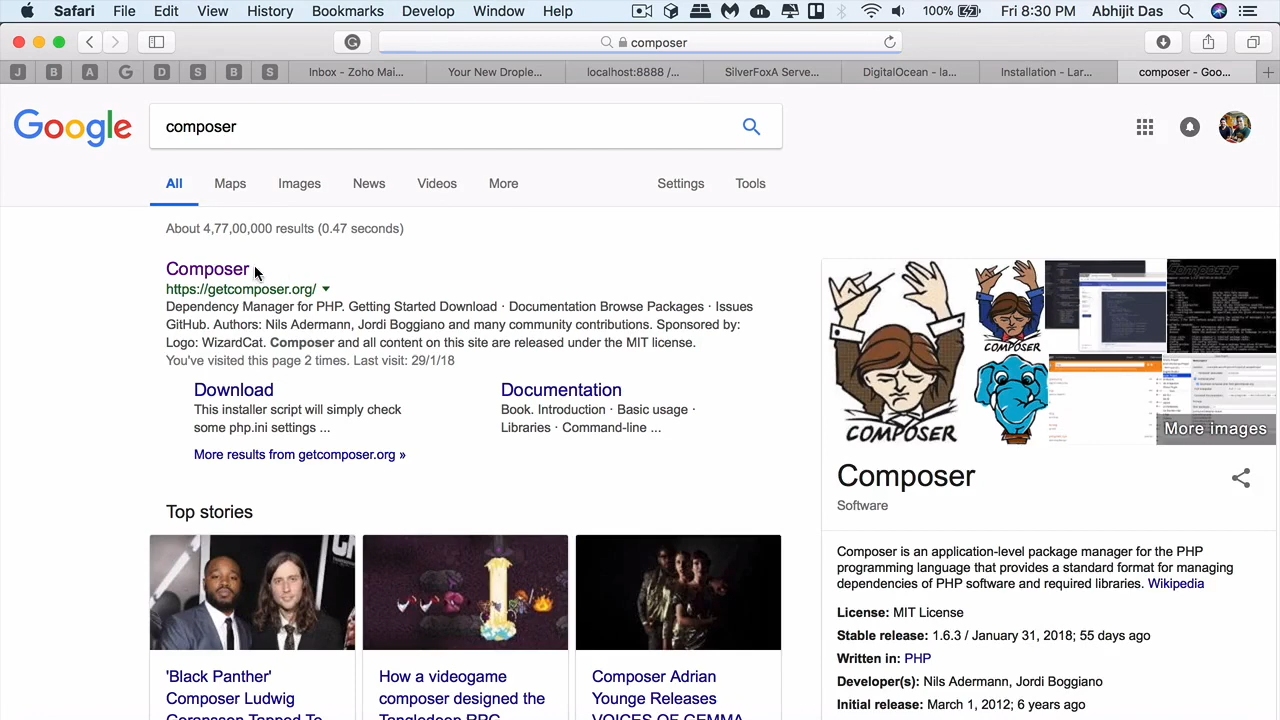 Safari File Edit View History Bookmarks Develop Window Help 100% Fri 8:30 PM Abhijit Das
composer
J B A G D S B S Inbox - Zoho Mai... Your New Drople... localhost:8888 /... SilverFoxA Serve... DigitalOcean - la... Installation - Lar... composer - Goo...
Google
composer
All Maps Images News Videos More Settings Tools
About 4,77,00,000 results (0.47 seconds)
Composer
https://getcomposer.org/
Dependency Manager for PHP. Getting Started Download · Documentation Browse Packages · Issues
GitHub. Authors: Nils Adermann, Jordi Boggiano and many community contributions. Sponsored by:
Logo: WizardCat. Composer and all content on this site are released under the MIT license.
You've visited this page 2 times. Last visit: 29/1/18
Download
This installer script will simply check
some php.ini settings ...
Documentation
Book. Introduction · Basic usage ·
Libraries · Command-line ...
More results from getcomposer.org »
Top stories
'Black Panther'
Composer Ludwig
Goransson Tapped To
How a videogame
composer designed the
Tangledeep RPG
Composer Adrian
Younge Releases
VOICES OF GEMMA
COMPOSER
COMPOSER
Composer
More images
Composer
Software
Composer is an application-level package manager for the PHP
programming language that provides a standard format for managing
dependencies of PHP software and required libraries. Wikipedia
License: MIT License
Stable release: 1.6.3 / January 31, 2018; 55 days ago
Written in: PHP
Developer(s): Nils Adermann, Jordi Boggiano
Initial release: March 1, 2012; 6 years ago